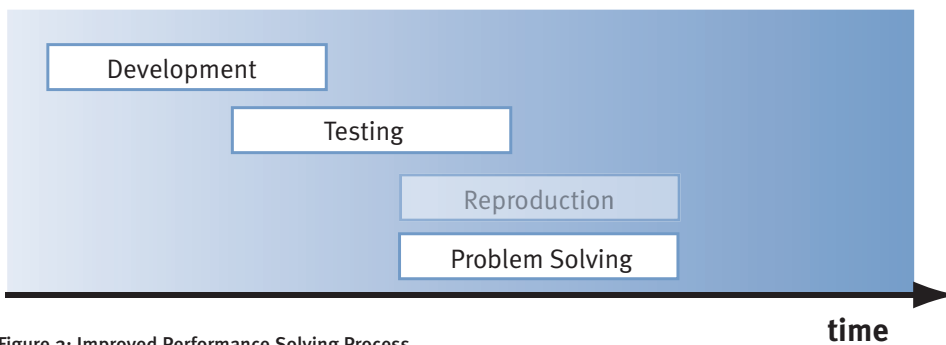 Development
Testing
Reproduction
Problem Solving
time
Figure 2: Improved Performance Solving Process